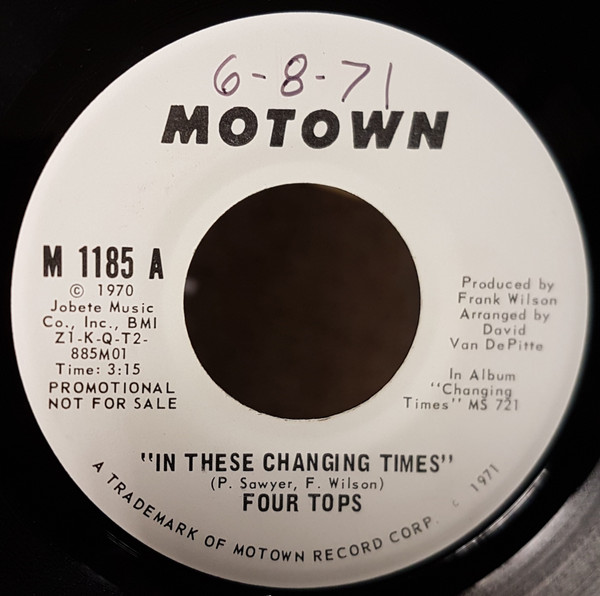 6-8-71
MOTOWN
M 1185 A
© 1970
Jobete Music
Co., Inc., BMI
Z1-K-Q-T2-
885M01
Time: 3:15
PROMOTIONAL
NOT FOR SALE
Produced by
Frank Wilson
Arranged by
David
Van DePitte
In Album
"Changing
Times" MS 721
"IN THESE CHANGING TIMES"
(P. Sawyer, F. Wilson)
FOUR TOPS
A TRADEMARK OF MOTOWN RECORD CORP. c 1971